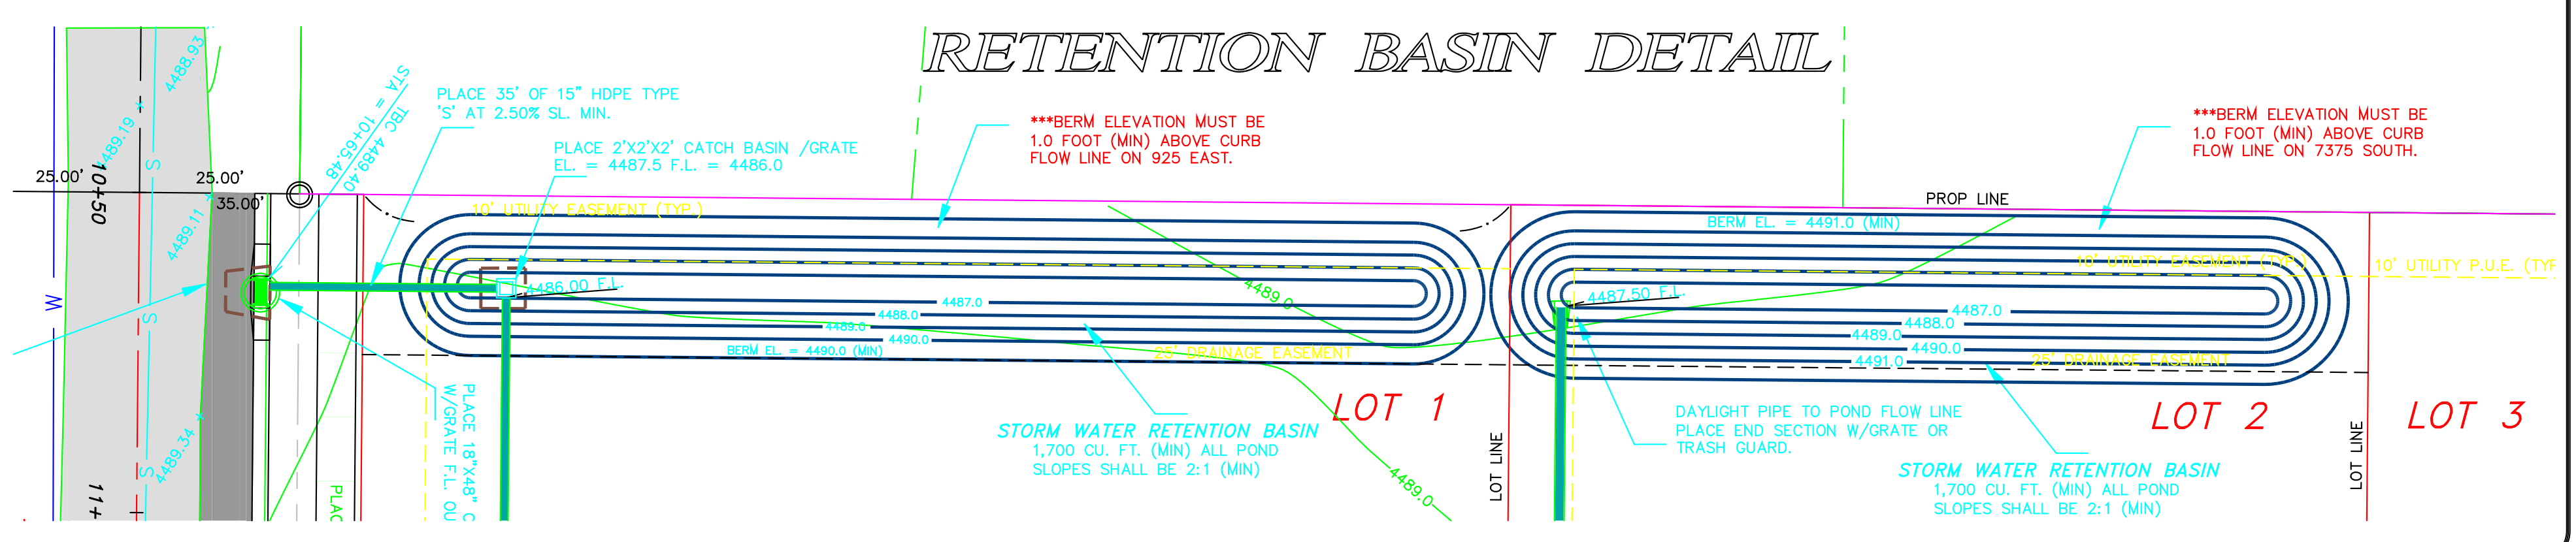 RETENTION BASIN DETAIL
4488.93
4489.19
STA = 10+65.48
TBC 4489.40
PLACE 35' OF 15" HDPE TYPE
'S' AT 2.50% SL. MIN.
PLACE 2'X2'X2' CATCH BASIN /GRATE
EL. = 4487.5 F.L. = 4486.0
***BERM ELEVATION MUST BE
1.0 FOOT (MIN) ABOVE CURB
FLOW LINE ON 925 EAST.
***BERM ELEVATION MUST BE
1.0 FOOT (MIN) ABOVE CURB
FLOW LINE ON 7375 SOUTH.
S
25.00'
10+50
25.00'
35.00'
4489.11
10' UTILITY EASEMENT (TYP.)
PROP LINE
BERM EL. = 4491.0 (MIN)
10' UTILITY EASEMENT (TYP.)
10' UTILITY P.U.E. (TYP
W
S
4486.00 F.L.
4489.0
4487.50 F.L.
4487.0
4488.0
4489.0
4490.0
BERM EL. = 4490.0 (MIN)
25' DRAINAGE EASEMENT
4487.0
4488.0
4489.0
4490.0
4491.0
25' DRAINAGE EASEMENT
4489.34
S
11+
PLAC
PLACE 18"X48" C
W/GRATE F.L. OU
STORM WATER RETENTION BASIN
1,700 CU. FT. (MIN) ALL POND
SLOPES SHALL BE 2:1 (MIN)
LOT 1
4489.0
LOT LINE
DAYLIGHT PIPE TO POND FLOW LINE
PLACE END SECTION W/GRATE OR
TRASH GUARD.
LOT 2
STORM WATER RETENTION BASIN
1,700 CU. FT. (MIN) ALL POND
SLOPES SHALL BE 2:1 (MIN)
LOT LINE
LOT 3